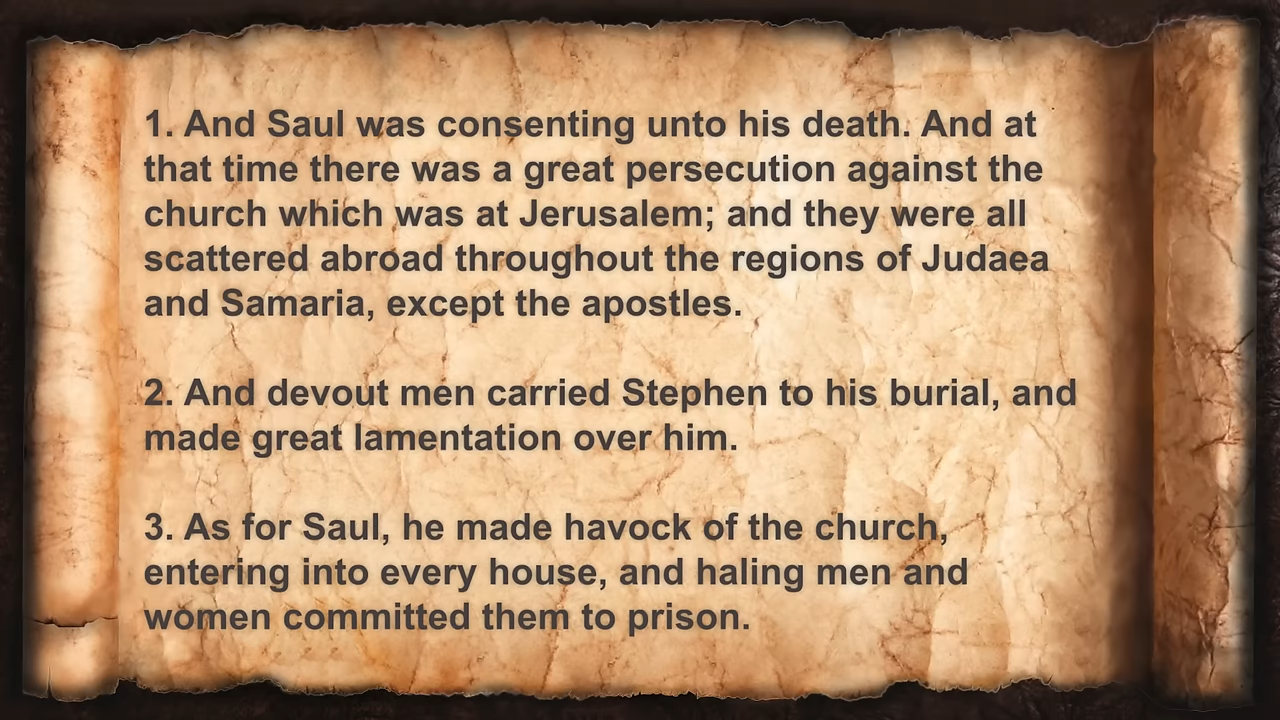 1. And Saul was consenting unto his death. And at
that time there was a great persecution against the
church which was at Jerusalem; and they were all
scattered abroad throughout the regions of Judaea
and Samaria, except the apostles.
2. And devout men carried Stephen to his burial, and
made great lamentation over him.
3. As for Saul, he made havock of the church,
entering into every house, and haling men and
women committed them to prison.